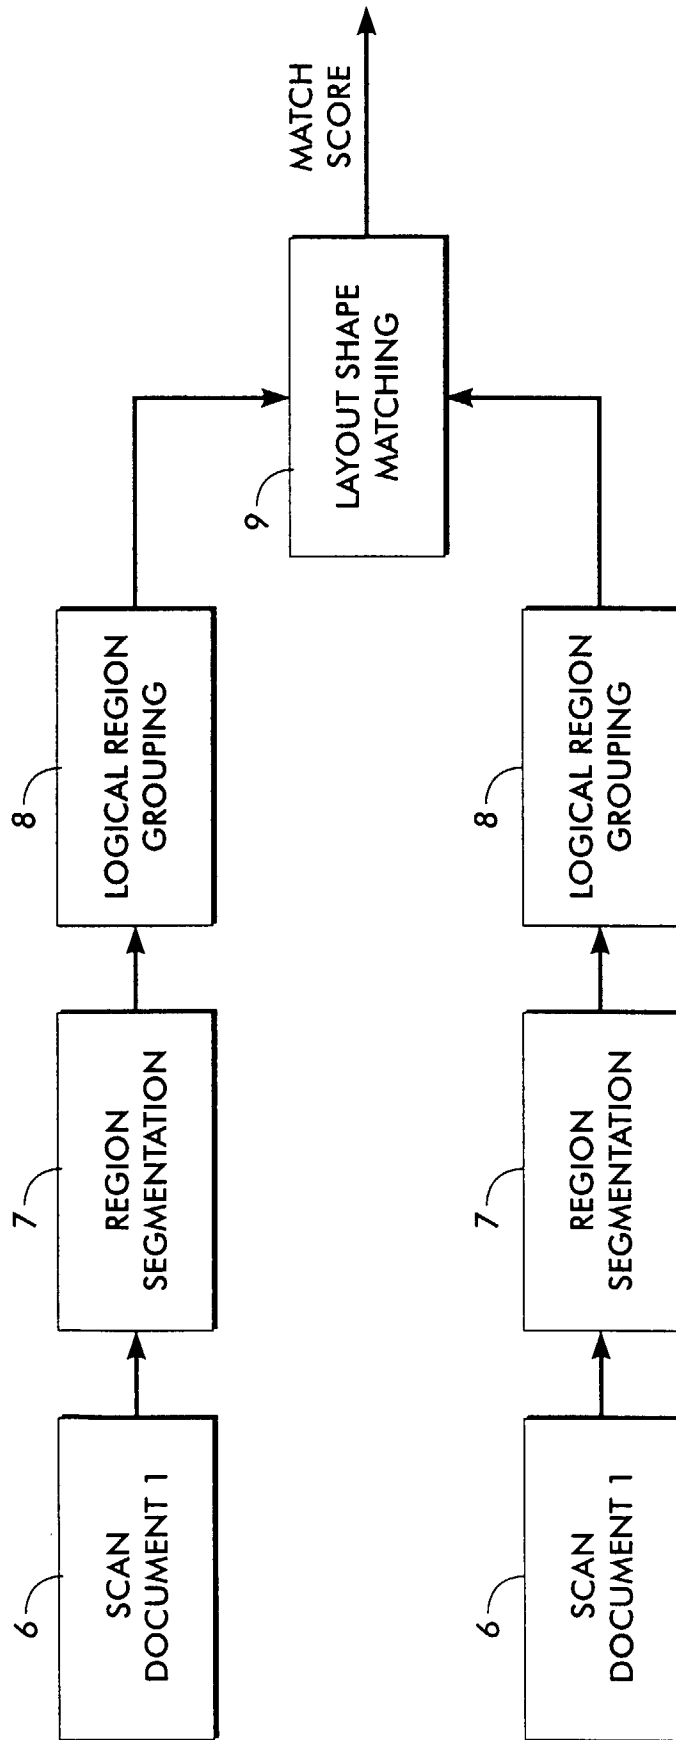 6
SCAN
DOCUMENT 1
7
REGION
SEGMENTATION
8
LOGICAL REGION
GROUPING
9
LAYOUT SHAPE
MATCHING
MATCH
SCORE
6
SCAN
DOCUMENT 1
7
REGION
SEGMENTATION
8
LOGICAL REGION
GROUPING